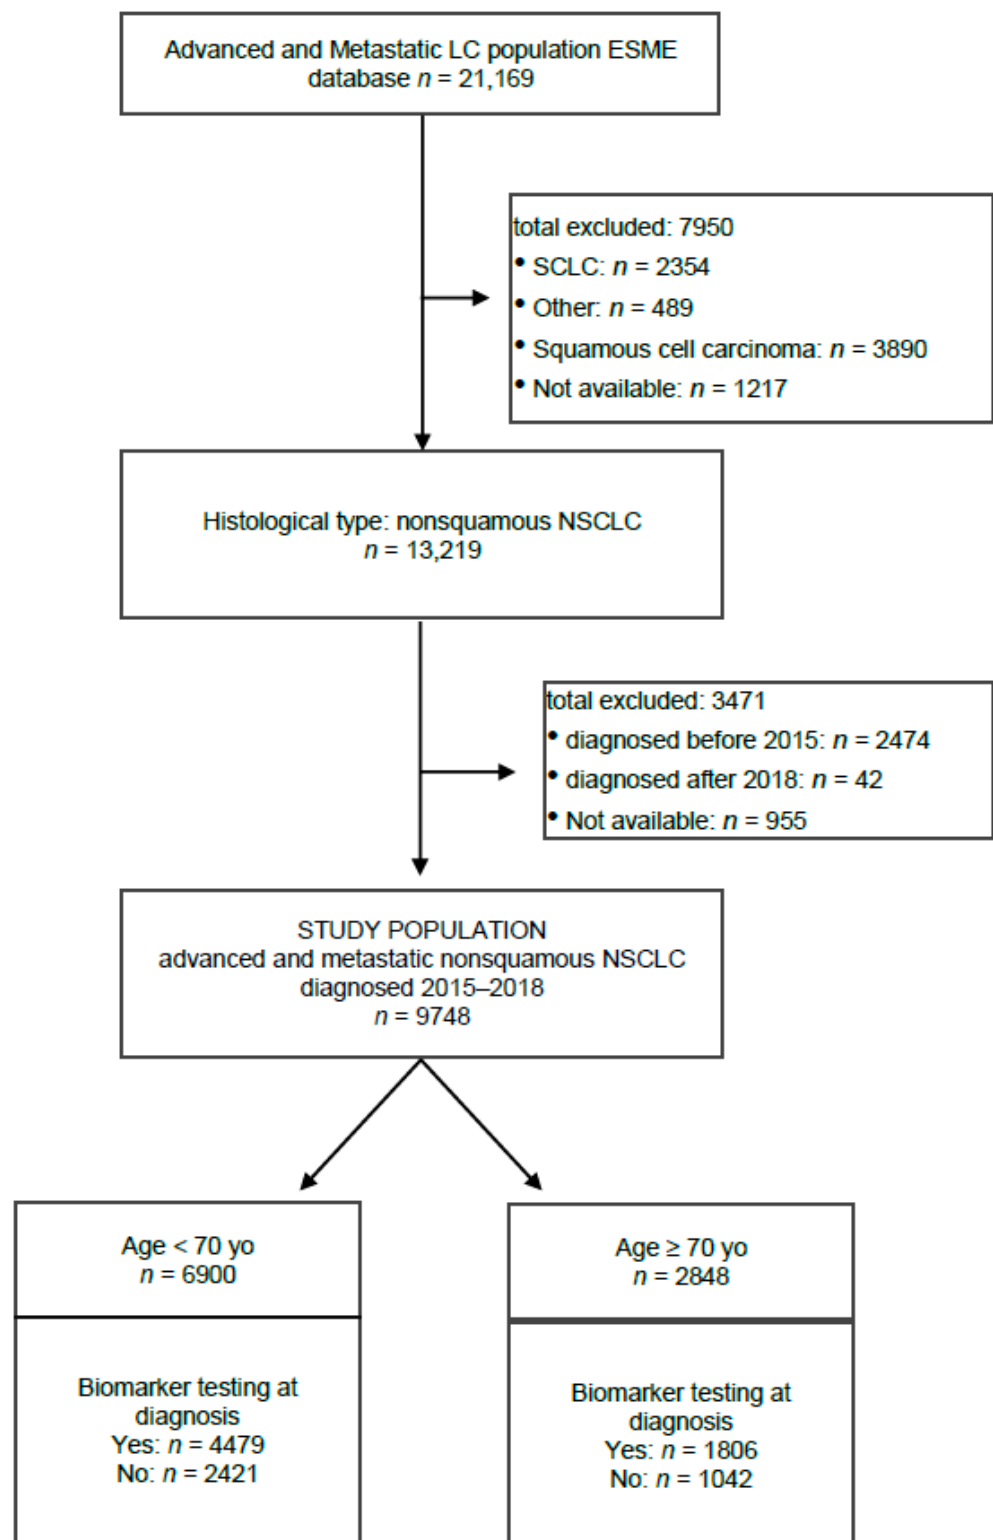 Advanced and Metastatic LC population ESME
database n = 21,169
total excluded: 7950
• SCLC: n = 2354
• Other: n = 489
• Squamous cell carcinoma: n = 3890
• Not available: n = 1217
Histological type: nonsquamous NSCLC
n = 13,219
total excluded: 3471
• diagnosed before 2015: n = 2474
• diagnosed after 2018: n = 42
• Not available: n = 955
STUDY POPULATION
advanced and metastatic nonsquamous NSCLC
diagnosed 2015–2018
n = 9748
Age < 70 yo
n = 6900
Biomarker testing at
diagnosis
Yes: n = 4479
No: n = 2421
Age ≥ 70 yo
n = 2848
Biomarker testing at
diagnosis
Yes: n = 1806
No: n = 1042